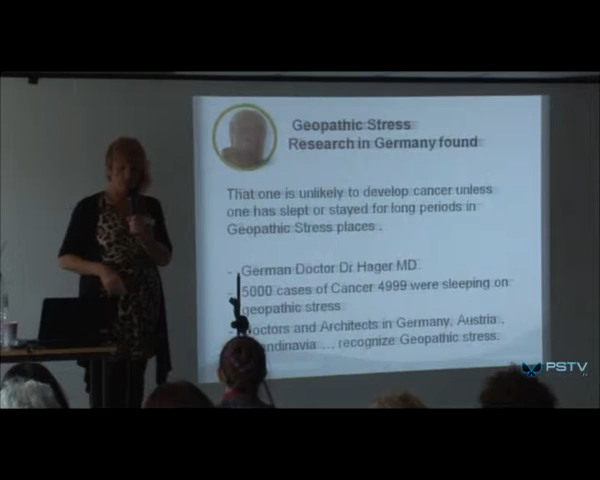 Geopathic Stress
Research in Germany found
That one is unlikely to develop cancer unless
one has slept or stayed for long periods in
Geopathic Stress places .
- German Doctor Dr Hager MD
5000 cases of Cancer 4999 were sleeping on
geopathic stress
- Doctors and Architects in Germany, Austria ,
andinavia ... recognize Geopathic stress.
PSTV